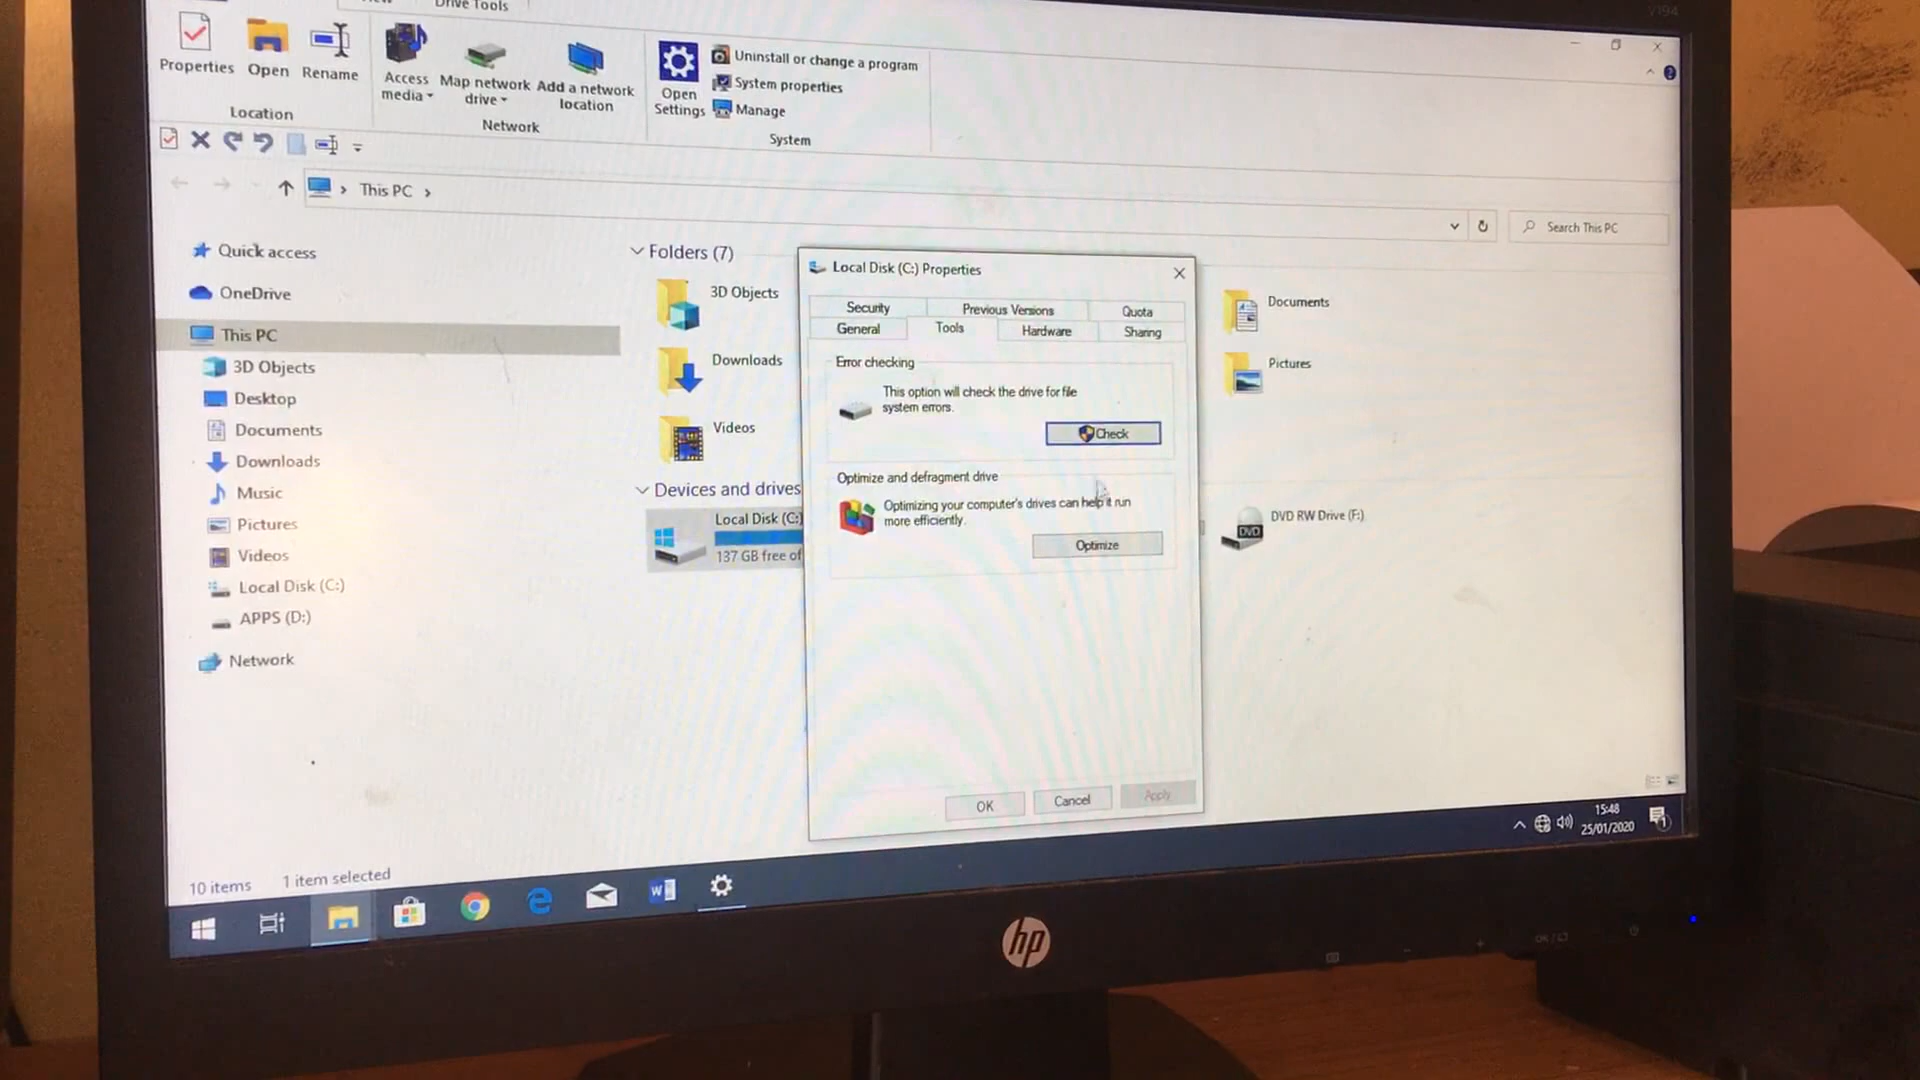 V194
Drive Tools
Properties
Open
Rename
Location
Access
media
Map network
drive
Add a network
location
Network
Open
Settings
Uninstall or change a program
System properties
Manage
System
This PC
Search This PC
Quick access
OneDrive
This PC
3D Objects
Desktop
Documents
Downloads
Music
Pictures
Videos
Local Disk (C:)
APPS (D:)
Network
Folders (7)
3D Objects
Downloads
Videos
Documents
Pictures
Devices and drives
Local Disk (C:)
137 GB free of
DVD RW Drive (F:)
DVD
Local Disk (C:) Properties
Security
Previous Versions
Quota
General
Tools
Hardware
Sharing
Error checking
This option will check the drive for file
system errors.
Check
Optimize and defragment drive
Optimizing your computer's drives can help it run
more efficiently.
Optimize
OK
Cancel
Apply
10 items
1 item selected
15:48
25/01/2020
1
W
hp